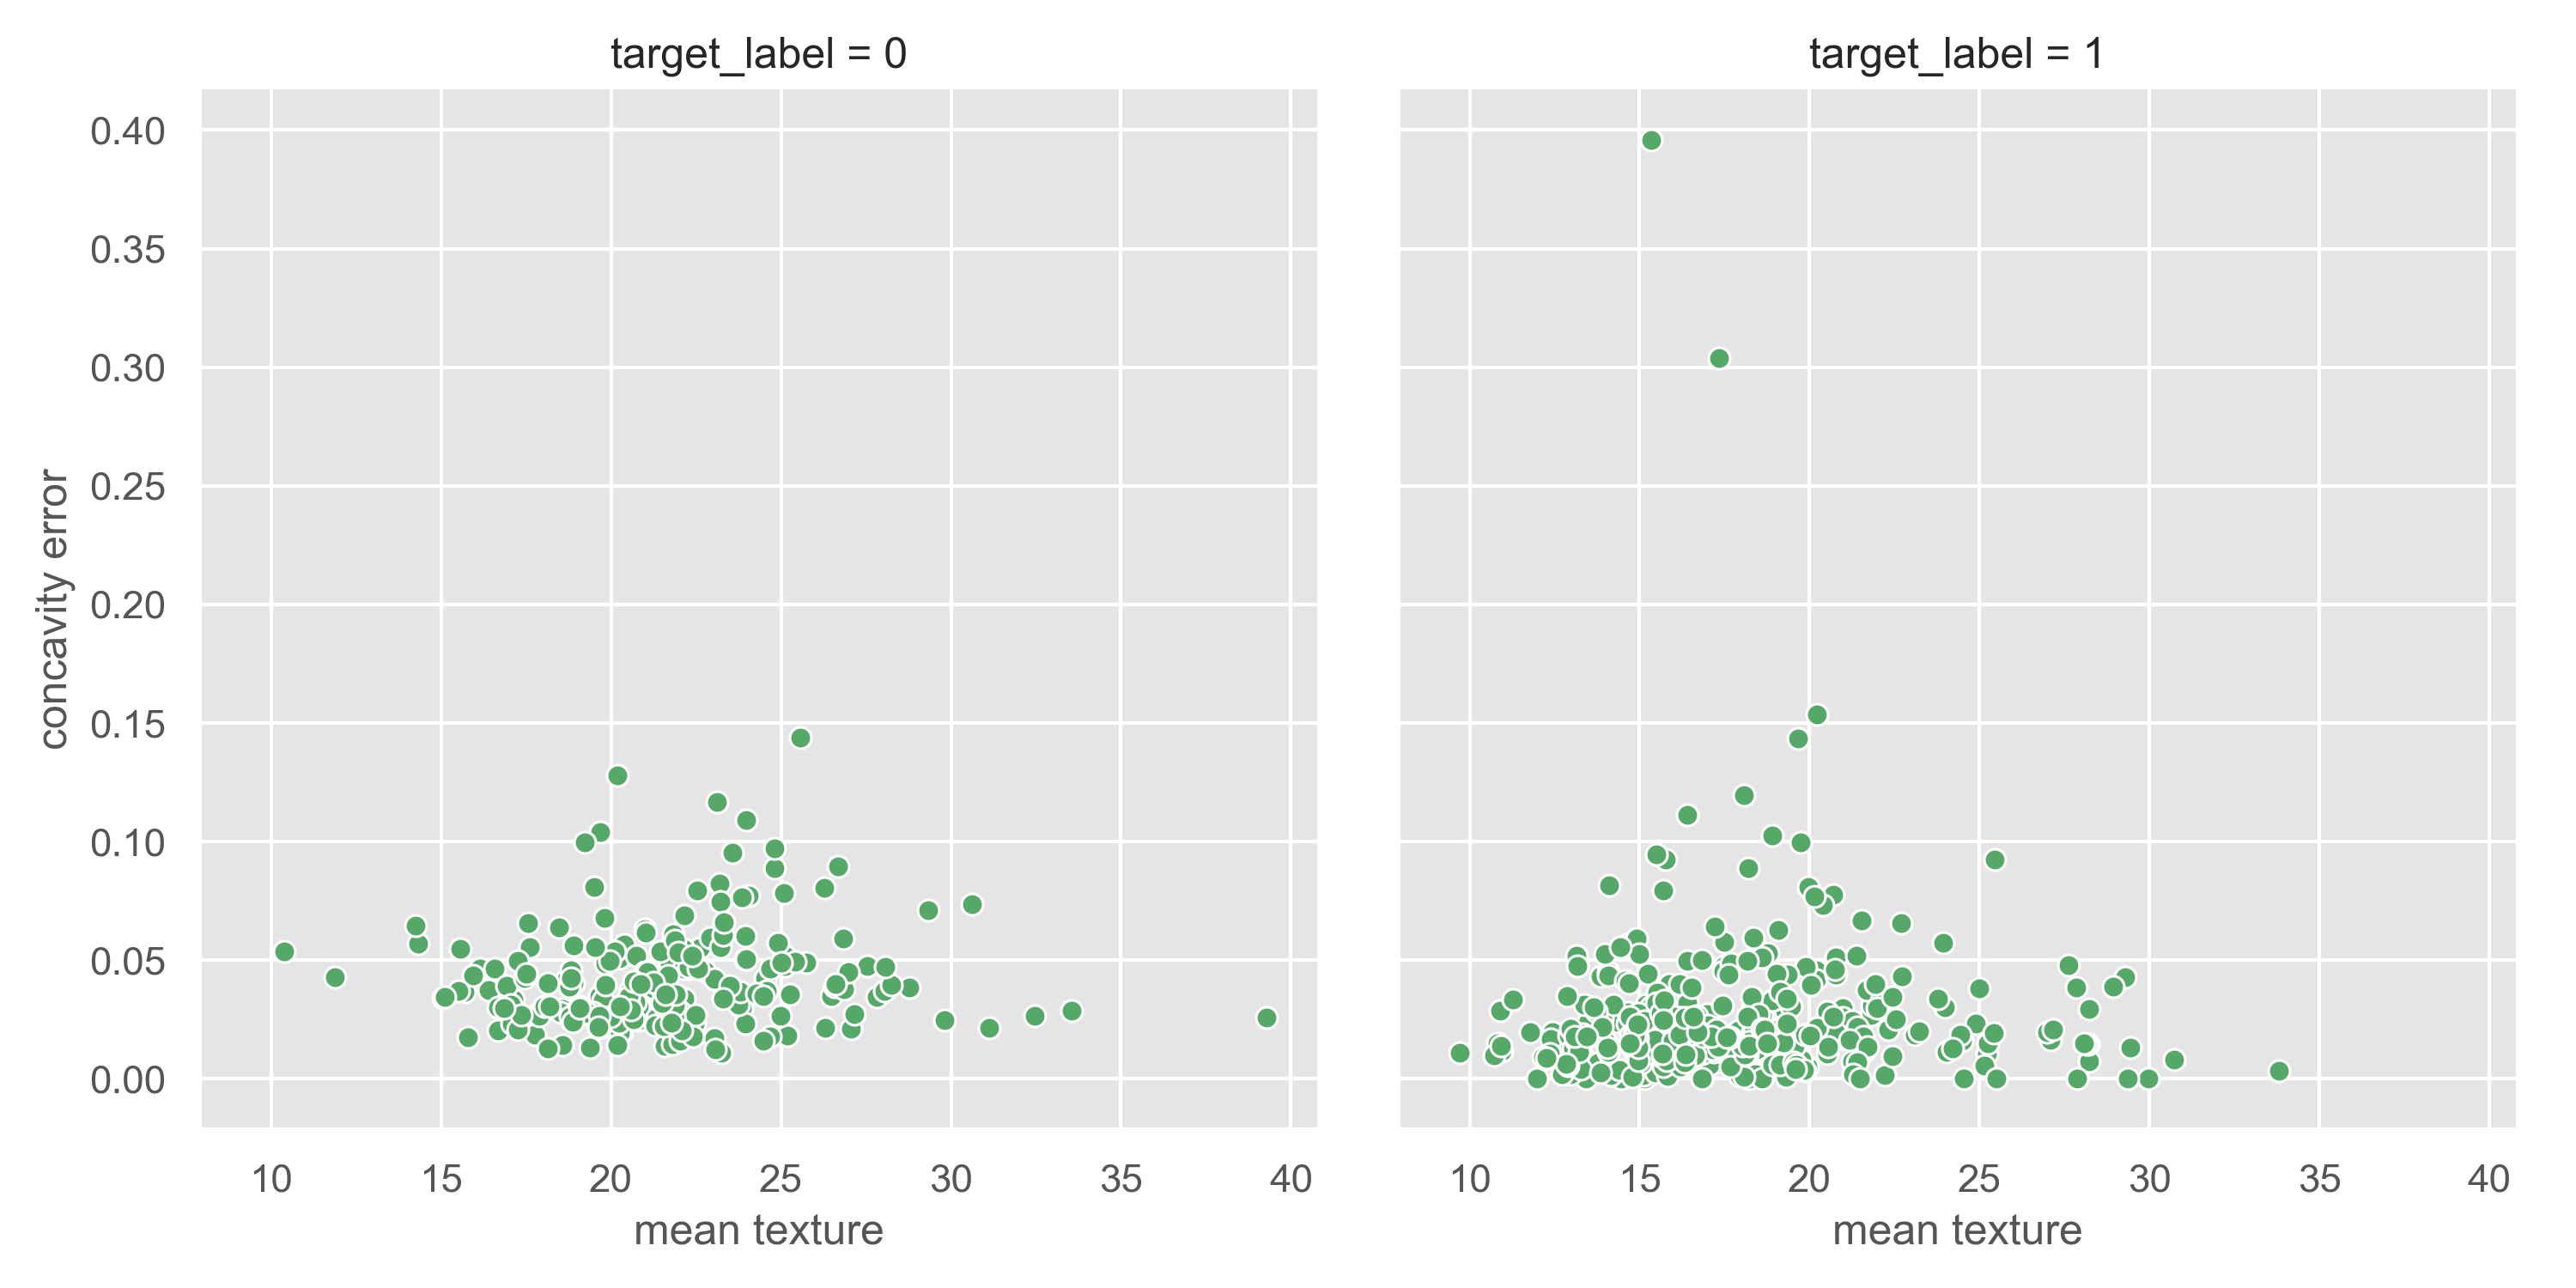 target_label = 0
target_label = 1
concavity error
0.40
0.35
0.30
0.25
0.20
0.15
0.10
0.05
0.00
10 15 20 25 30 35 40
10 15 20 25 30 35 40
mean texture
mean texture